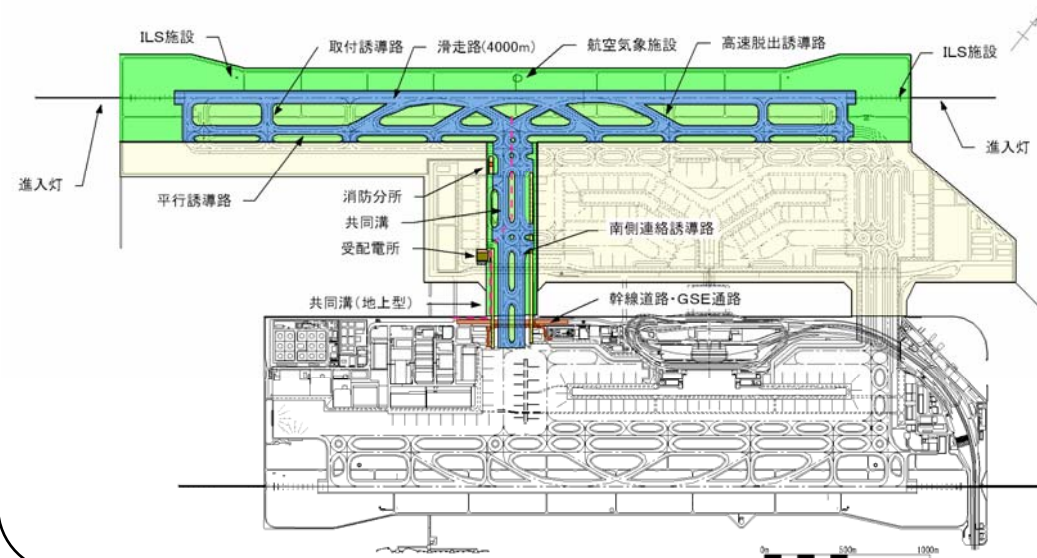 ILS施設
取付誘導路
滑走路(4000m)
航空気象施設
高速脱出誘導路
ILS施設
進入灯
進入灯
平行誘導路
消防分所
共同溝
南側連絡誘導路
受配電所
共同溝(地上型)
幹線道路・GSE通路
0m 500m 1000m